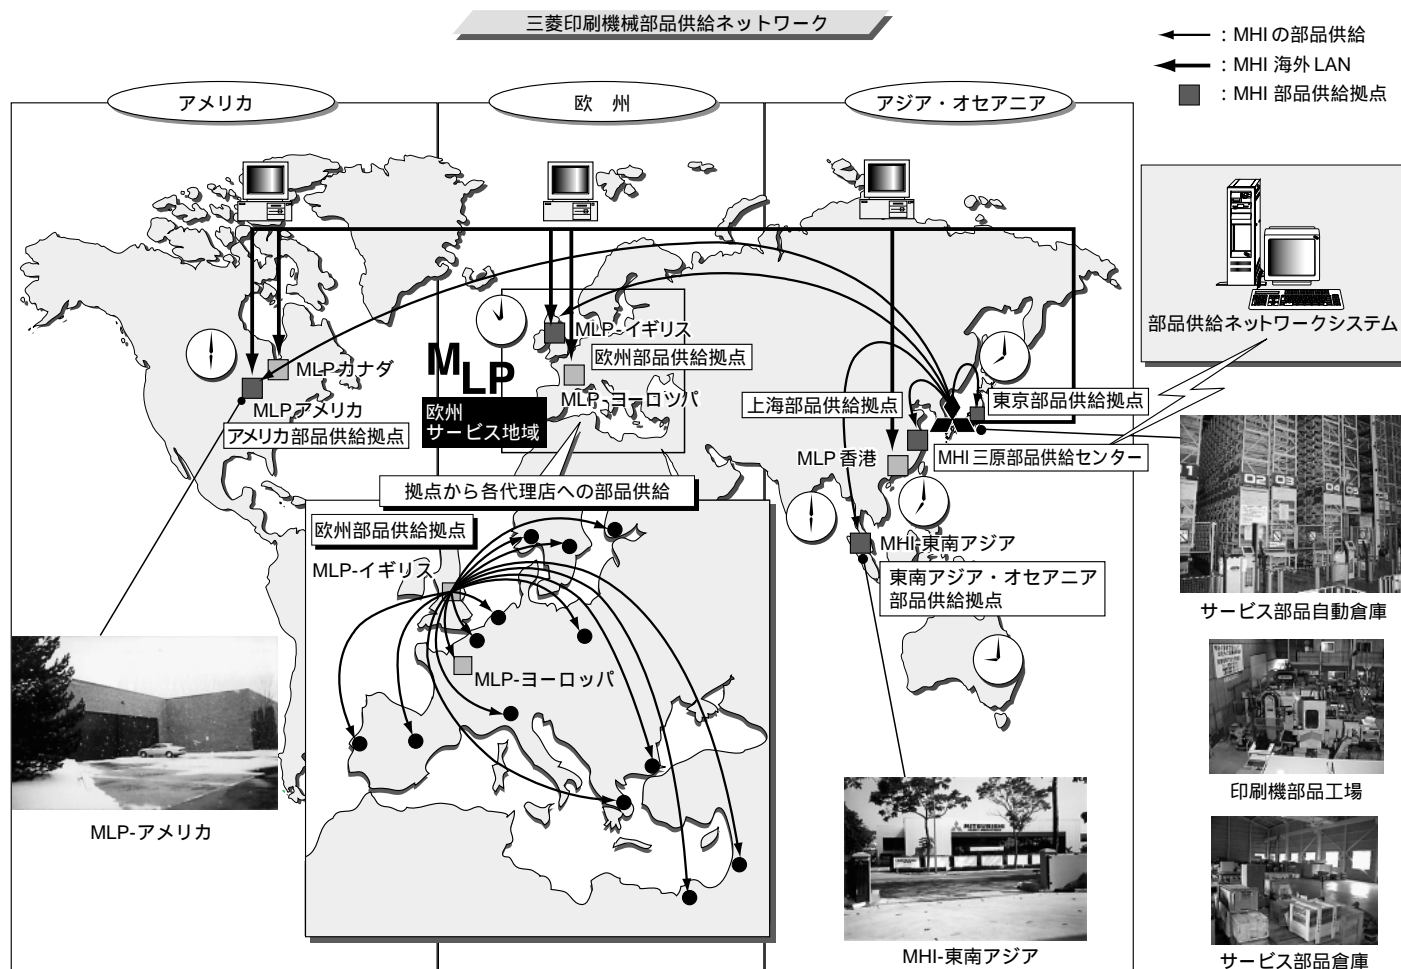 三菱印刷機械部品供給ネットワーク
：MHIの部品供給
：MHI 海外 LAN
：MHI 部品供給拠点
アメリカ
欧 州
アジア・オセアニア
部品供給ネットワークシステム
MLP-イギリス
欧州部品供給拠点
MLP カナダ
MLP
MLP-ヨーロッパ
MLPアメリカ
アメリカ部品供給拠点
欧州
サービス地域
上海部品供給拠点
東京部品供給拠点
MLP 香港
MHI 三原部品供給センター
拠点から各代理店への部品供給
欧州部品供給拠点
MLP-イギリス
MHI-東南アジア
東南アジア・オセアニア
部品供給拠点
02
03
04
05
サービス部品自動倉庫
MLP-ヨーロッパ
印刷機部品工場
MLP-アメリカ
MITSUBISHI
MHI-東南アジア
サービス部品倉庫